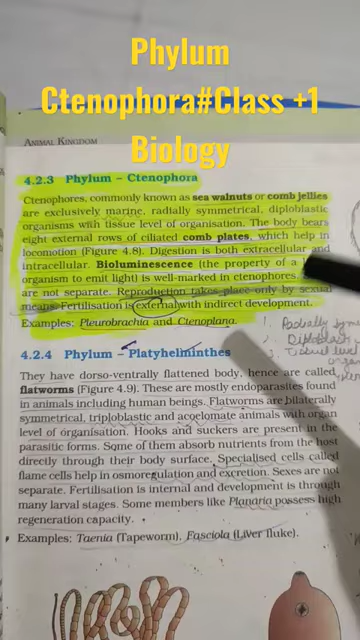 Phylum
Ctenophora#Class +1
Biology
ANIMAL KINGDOM
4.2.3 Phylum – Ctenophora
Ctenophores, commonly known as sea walnuts or comb jellies
are exclusively marine, radially symmetrical, diploblastic
organisms with tissue level of organisation. The body bears
eight external rows of ciliated comb plates, which help in
locomotion (Figure 4.8). Digestion is both extracellular and
intracellular. Bioluminescence (the property of a
organism to emit light) is well-marked in ctenophores.
are not separate. Reproduction takes place only by sexual
means. Fertilisation is external with indirect development.
Examples: Pleurobrachia and Ctenoplana.
1. Radially
Diploblast
Tissue level
4.2.4 Phylum – Platyhelminthes
They have dorso-ventrally flattened body, hence are called
flatworms (Figure 4.9). These are mostly endoparasites found
in animals including human beings. Flatworms are bilaterally
symmetrical, triploblastic and acoelomate animals with organ
level of organisation. Hooks and suckers are present in the
parasitic forms. Some of them absorb nutrients from the host
directly through their body surface. Specialised cells called
flame cells help in osmoregulation and excretion. Sexes are not
separate. Fertilisation is internal and development is through
many larval stages. Some members like Planaria possess high
regeneration capacity.
Examples: Taenia (Tapeworm), Fasciola (Liver fluke).